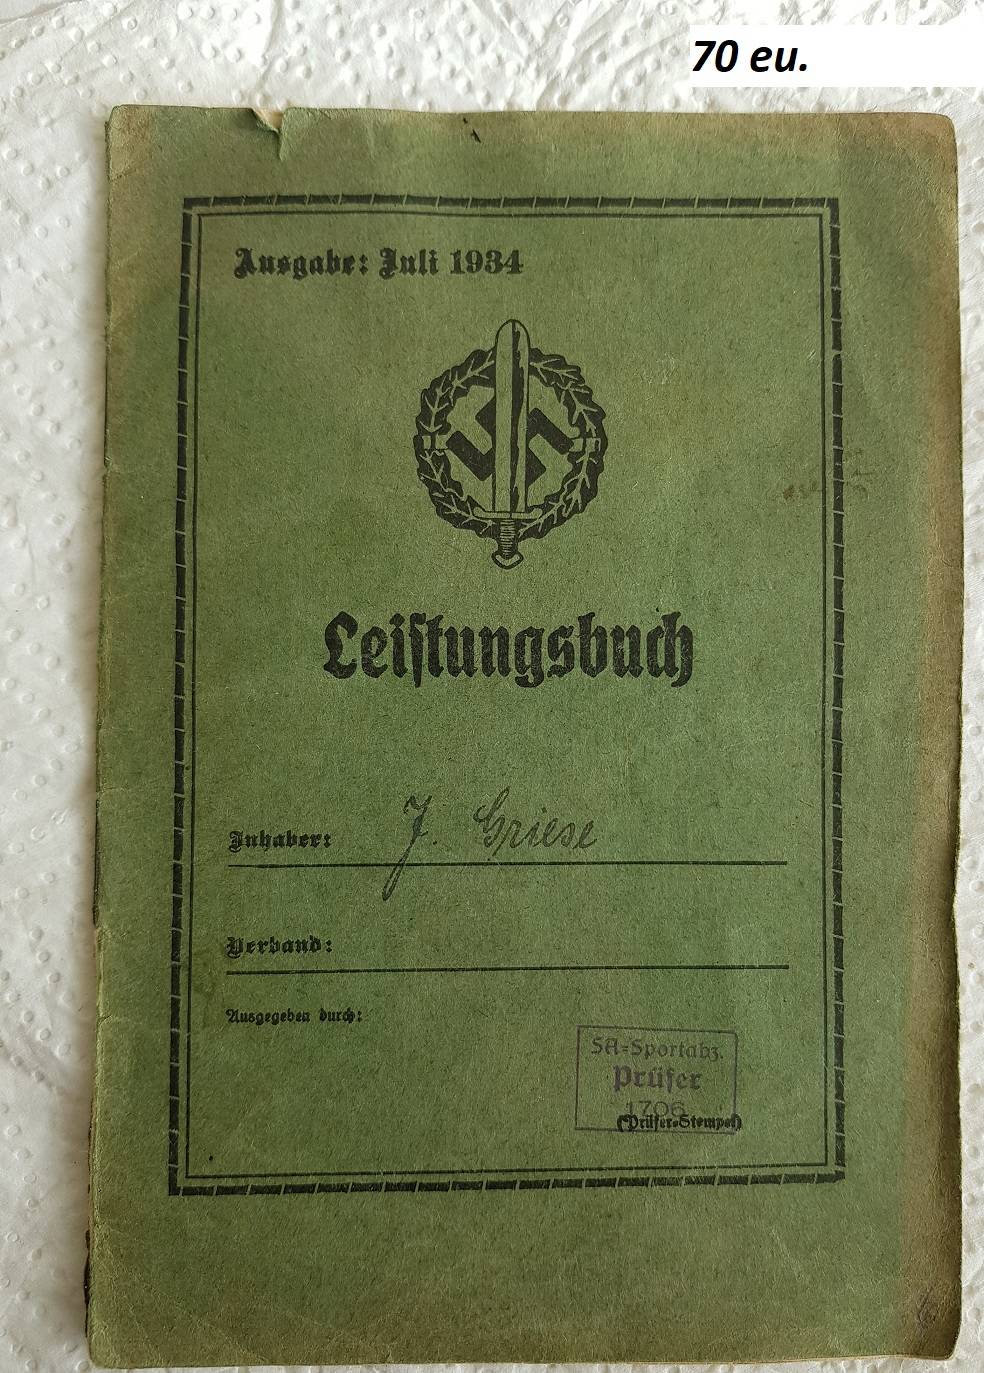 70 eu.
Ausgabe: Juli 1934
Leiſtungsbuch
Inhaber: J. Griese
Verband:
Ausgegeben durch:
SA=Sportabz.
Prüfer
1706
(Prüfer=Stempel)